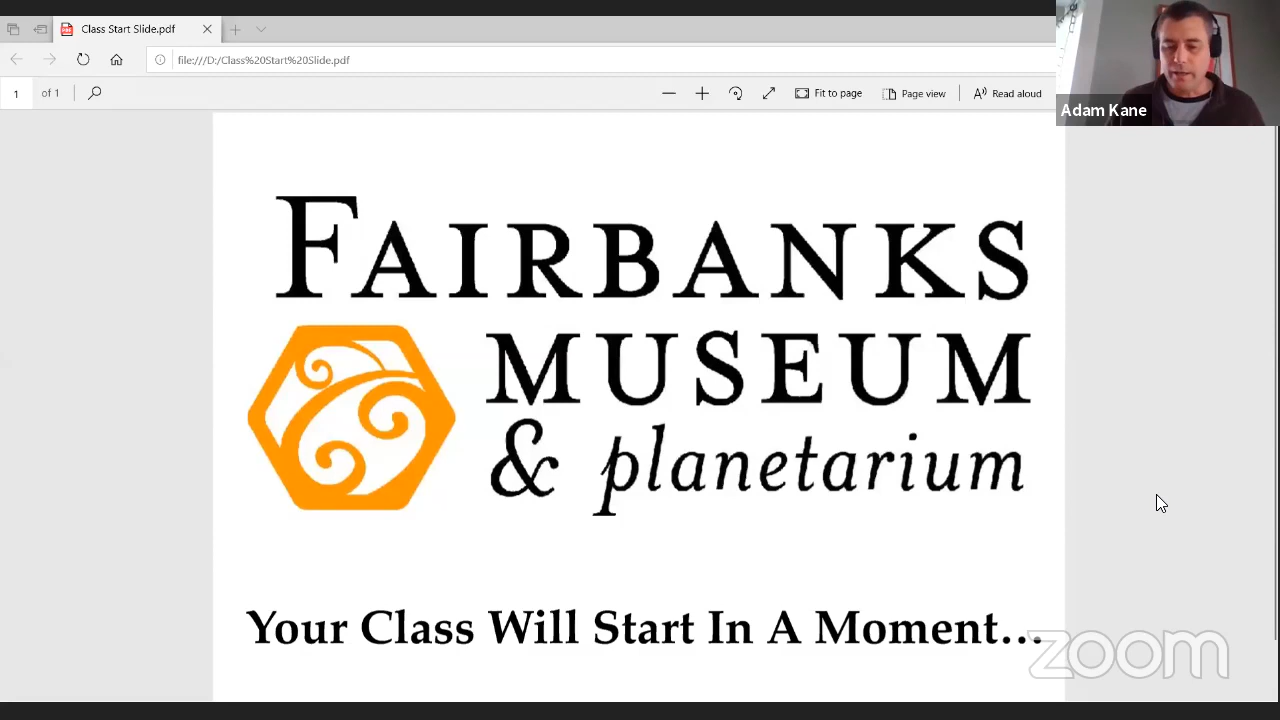 Class Start Slide.pdf
file:///D:/Class%20Start%20Slide.pdf
1 of 1
Fit to page
Page view
Read aloud
Adam Kane
FAIRBANKS
MUSEUM
& planetarium
Your Class Will Start In A Moment...
zoom